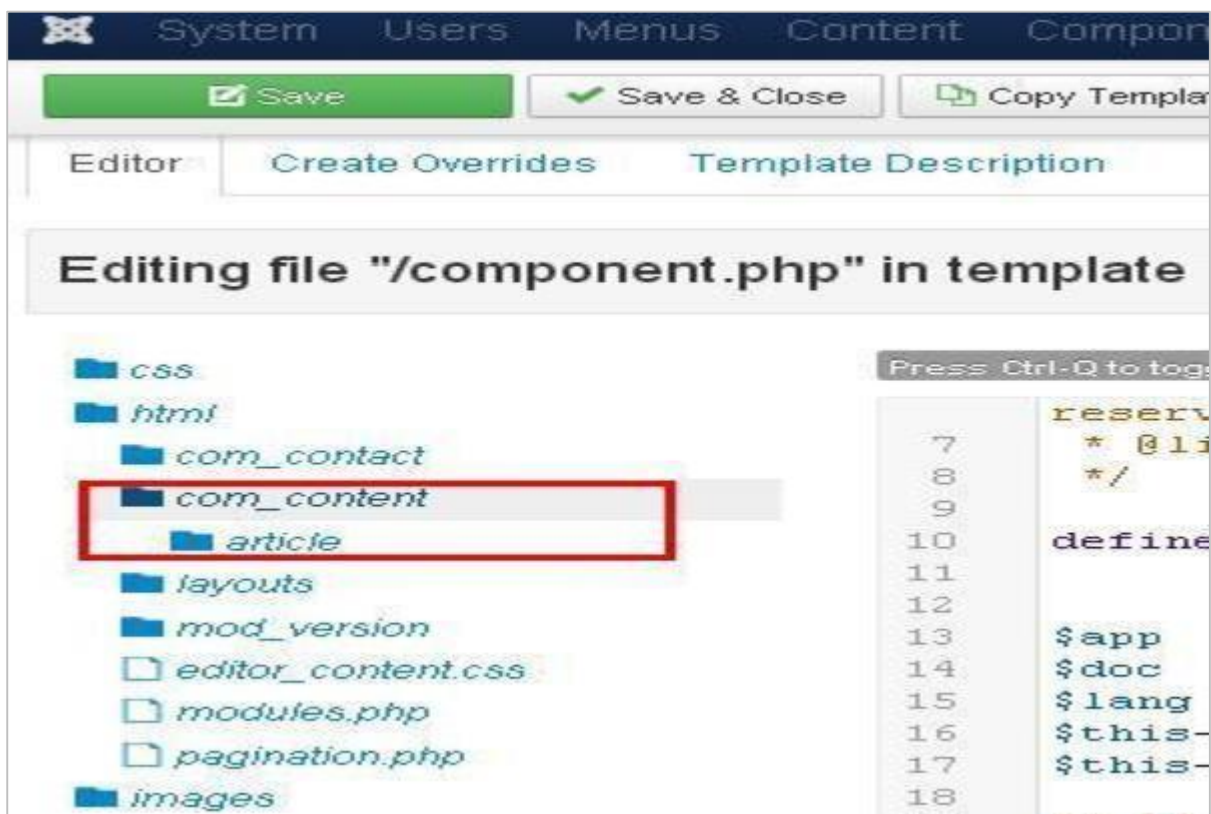 System Users Menus Content Compon
Save Save & Close Copy Templa
Editor Create Overrides Template Description
Editing file "/component.php" in template
css
html
com_contact
com_content
article
layouts
mod_version
editor_content.css
modules.php
pagination.php
images
Press Ctrl-Q to togg
reserv
7 * @li
8 */
9
10 define
11
12
13 $app
14 $doc
15 $lang
16 $this-
17 $this-
18